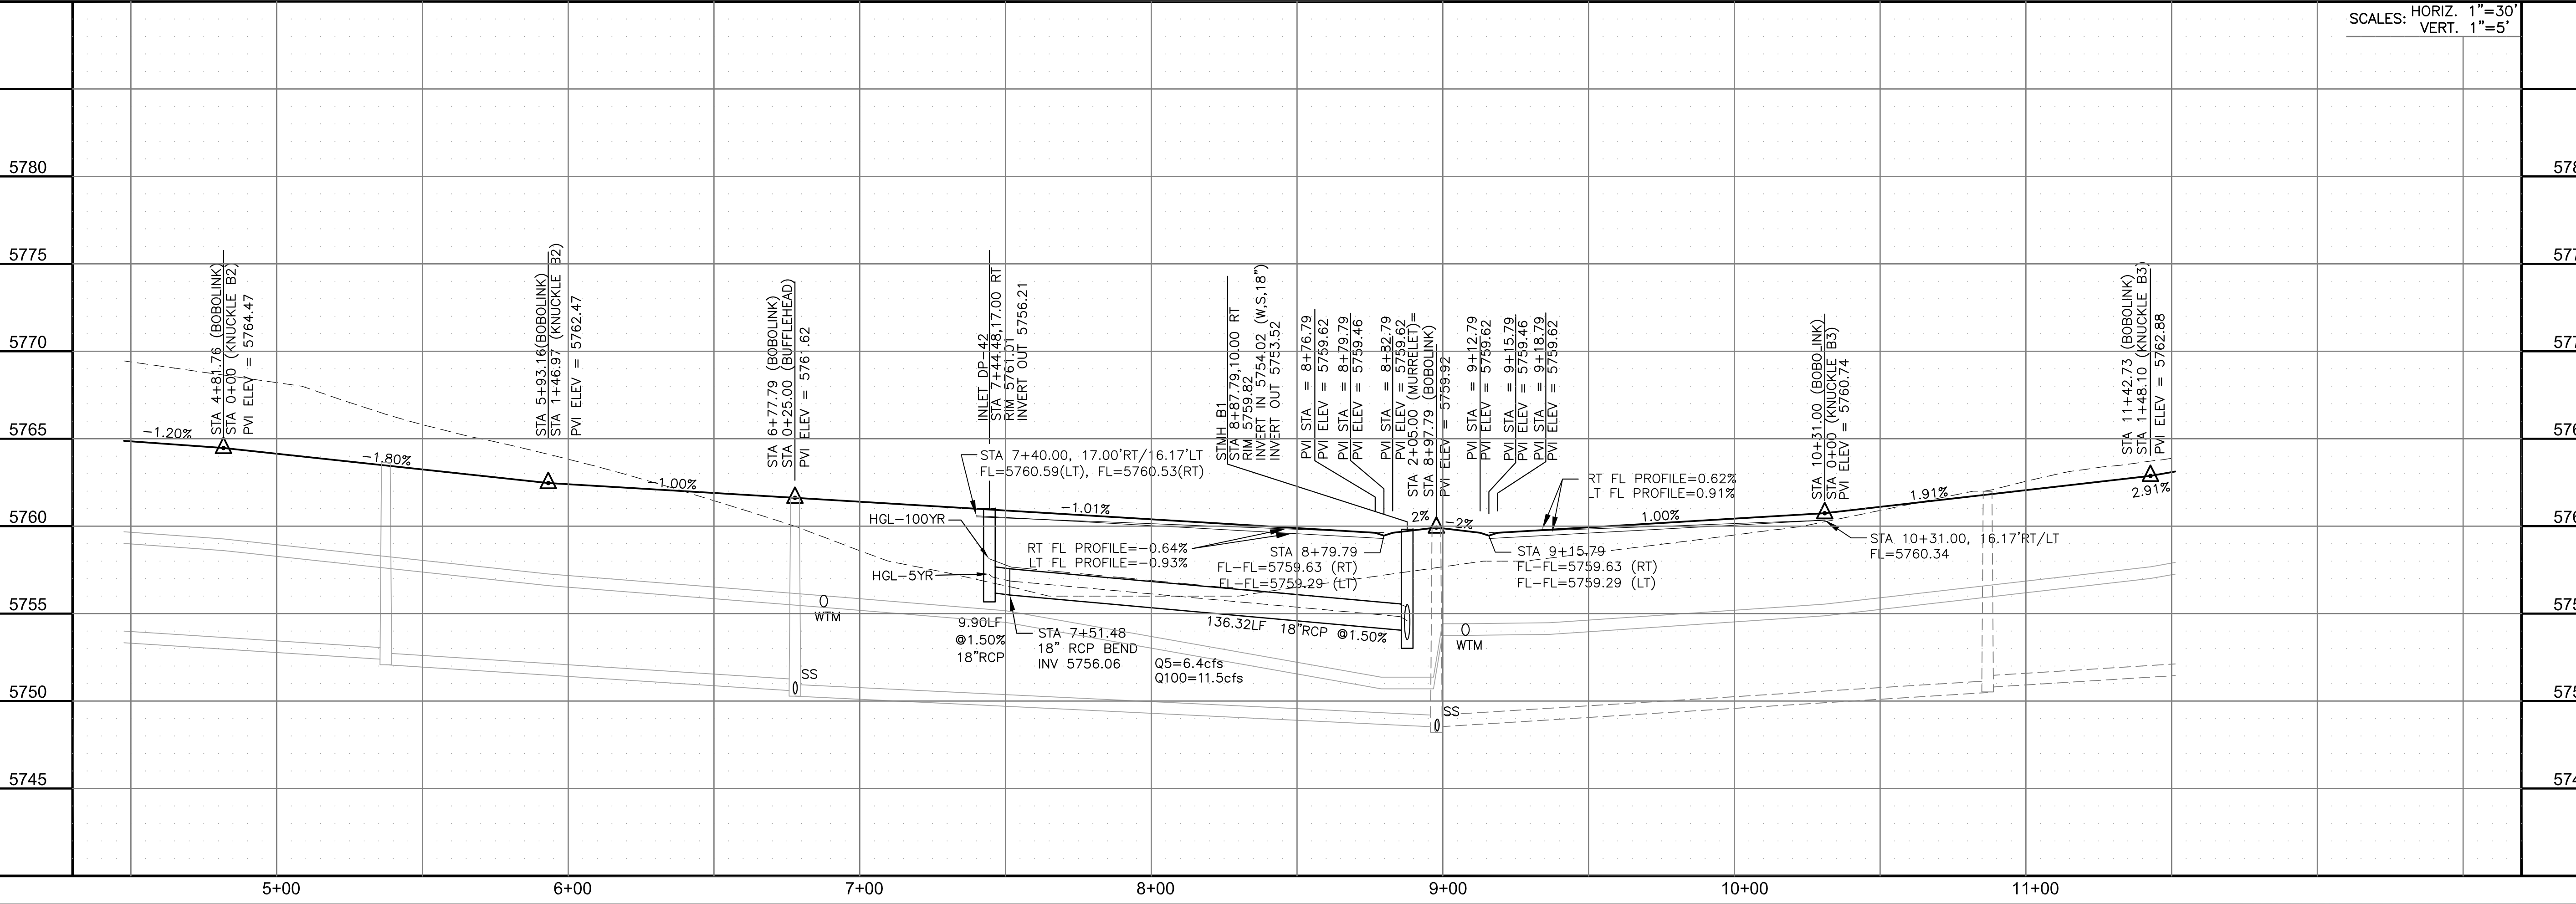 SCALES: HORIZ. 1"=30'
VERT. 1"=5'
5780
5775
5770
5765
5760
5755
5750
5745
STA 4+81.76 (BOBOLINK)
STA 0+00 (KNUCKLE B2)
PVI ELEV = 5764.47
STA 5+93.16(BOBOLINK)
STA 1+46.97 (KNUCKLE B2)
PVI ELEV = 5762.47
STA 6+77.79 (BOBOLINK)
STA 0+25.00 (BUFFLEHEAD)
PVI ELEV = 5761.62
INLET DP-42
STA 7+44.48,17.00 RT
RIM 5761.01
INVERT OUT 5756.21
STMH B1
STA 8+87.79,10.00 RT
RIM 5759.82
INVERT IN 5754.02 (W,S,18")
INVERT OUT 5753.52
PVI STA = 8+76.79
PVI ELEV = 5759.62
PVI STA = 8+79.79
PVI ELEV = 5759.46
PVI STA = 8+82.79
PVI ELEV = 5759.62
STA 2+05.00 (MURRELET)=
STA 8+97.79 (BOBOLINK)
PVI ELEV = 5759.92
PVI STA = 9+12.79
PVI ELEV = 5759.62
PVI STA = 9+15.79
PVI ELEV = 5759.46
PVI STA = 9+18.79
PVI ELEV = 5759.62
STA 10+31.00 (BOBOLINK)
STA 0+00 (KNUCKLE B3)
PVI ELEV = 5760.74
STA 11+42.73 (BOBOLINK)
STA 1+48.10 (KNUCKLE B3)
PVI ELEV = 5762.88
-1.20%
-1.80%
-1.00%
-1.01%
2%
-2%
1.00%
1.91%
2.91%
STA 7+40.00, 17.00'RT/16.17'LT
FL=5760.59(LT), FL=5760.53(RT)
HGL-100YR
HGL-5YR
RT FL PROFILE=-0.64%
LT FL PROFILE=-0.93%
STA 8+79.79
FL-FL=5759.63 (RT)
FL-FL=5759.29 (LT)
STA 9+15.79
FL-FL=5759.63 (RT)
FL-FL=5759.29 (LT)
RT FL PROFILE=0.62%
LT FL PROFILE=0.91%
STA 10+31.00, 16.17'RT/LT
FL=5760.34
WTM
WTM
SS
SS
9.90LF
@1.50%
18"RCP
STA 7+51.48
18" RCP BEND
INV 5756.06
136.32LF 18"RCP @1.50%
Q5=6.4cfs
Q100=11.5cfs
578
577
577
576
576
575
575
574
5+00
6+00
7+00
8+00
9+00
10+00
11+00